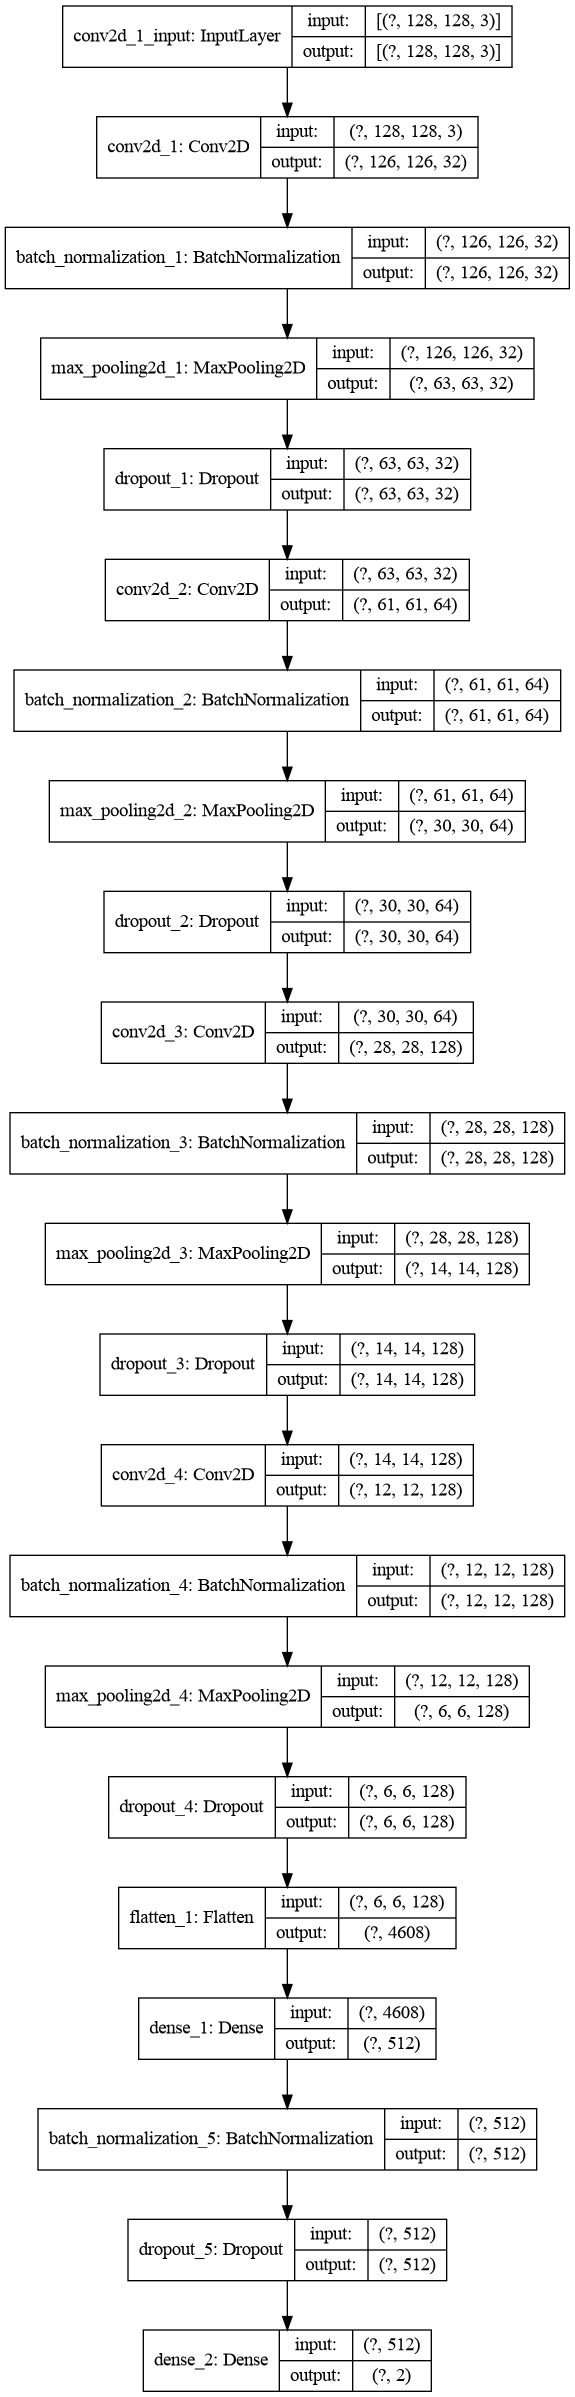 conv2d_1_input: InputLayer
input: [(?, 128, 128, 3)]
output: [(?, 128, 128, 3)]
conv2d_1: Conv2D
input: (?, 128, 128, 3)
output: (?, 126, 126, 32)
batch_normalization_1: BatchNormalization
input: (?, 126, 126, 32)
output: (?, 126, 126, 32)
max_pooling2d_1: MaxPooling2D
input: (?, 126, 126, 32)
output: (?, 63, 63, 32)
dropout_1: Dropout
input: (?, 63, 63, 32)
output: (?, 63, 63, 32)
conv2d_2: Conv2D
input: (?, 63, 63, 32)
output: (?, 61, 61, 64)
batch_normalization_2: BatchNormalization
input: (?, 61, 61, 64)
output: (?, 61, 61, 64)
max_pooling2d_2: MaxPooling2D
input: (?, 61, 61, 64)
output: (?, 30, 30, 64)
dropout_2: Dropout
input: (?, 30, 30, 64)
output: (?, 30, 30, 64)
conv2d_3: Conv2D
input: (?, 30, 30, 64)
output: (?, 28, 28, 128)
batch_normalization_3: BatchNormalization
input: (?, 28, 28, 128)
output: (?, 28, 28, 128)
max_pooling2d_3: MaxPooling2D
input: (?, 28, 28, 128)
output: (?, 14, 14, 128)
dropout_3: Dropout
input: (?, 14, 14, 128)
output: (?, 14, 14, 128)
conv2d_4: Conv2D
input: (?, 14, 14, 128)
output: (?, 12, 12, 128)
batch_normalization_4: BatchNormalization
input: (?, 12, 12, 128)
output: (?, 12, 12, 128)
max_pooling2d_4: MaxPooling2D
input: (?, 12, 12, 128)
output: (?, 6, 6, 128)
dropout_4: Dropout
input: (?, 6, 6, 128)
output: (?, 6, 6, 128)
flatten_1: Flatten
input: (?, 6, 6, 128)
output: (?, 4608)
dense_1: Dense
input: (?, 4608)
output: (?, 512)
batch_normalization_5: BatchNormalization
input: (?, 512)
output: (?, 512)
dropout_5: Dropout
input: (?, 512)
output: (?, 512)
dense_2: Dense
input: (?, 512)
output: (?, 2)